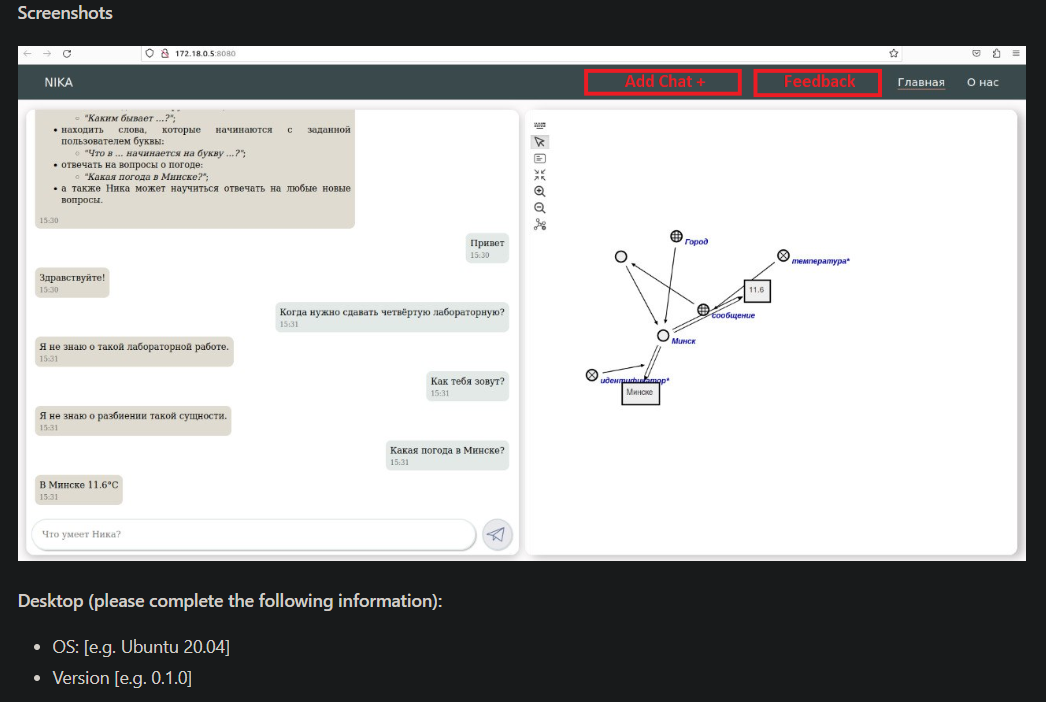 Screenshots
172.18.0.5:8080
NIKA
Add Chat +
Feedback
Главная
О нас
"Каким бывает ...?";
находить слова, которые начинаются с заданной
пользователем буквы:
"Что в ... начинается на букву ...?";
отвечать на вопросы о погоде:
"Какая погода в Минске?";
а также Ника может научиться отвечать на любые новые
вопросы.
15:30
Привет
15:30
Здравствуйте!
15:30
Когда нужно сдавать четвёртую лабораторную?
15:31
Я не знаю о такой лабораторной работе.
15:31
Как тебя зовут?
15:31
Я не знаю о разбиении такой сущности.
15:31
Какая погода в Минске?
15:31
В Минске 11.6°C
15:31
Что умеет Ника?
Город
температура*
11.6
сообщение
Минск
идентификатор*
Минске
Desktop (please complete the following information):
OS: [e.g. Ubuntu 20.04]
Version [e.g. 0.1.0]